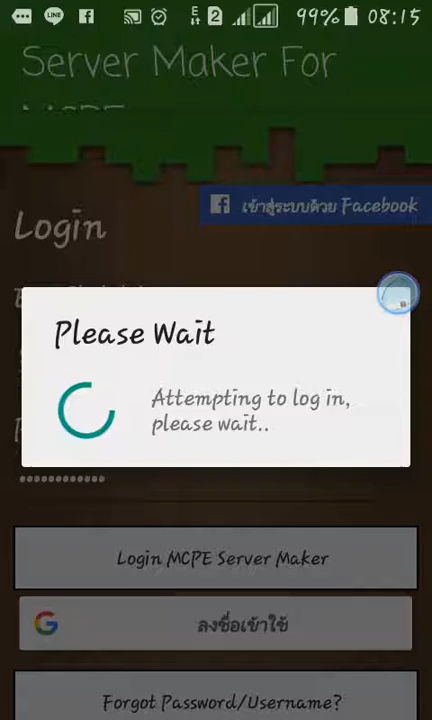 2 99% 08:15
Server Maker For
MCPE
Login
เข้าสู่ระบบด้วย Facebook
Please Wait
Attempting to log in,
please wait..
••••••••••••
Login MCPE Server Maker
ลงชื่อเข้าใช้
Forgot Password/Username?